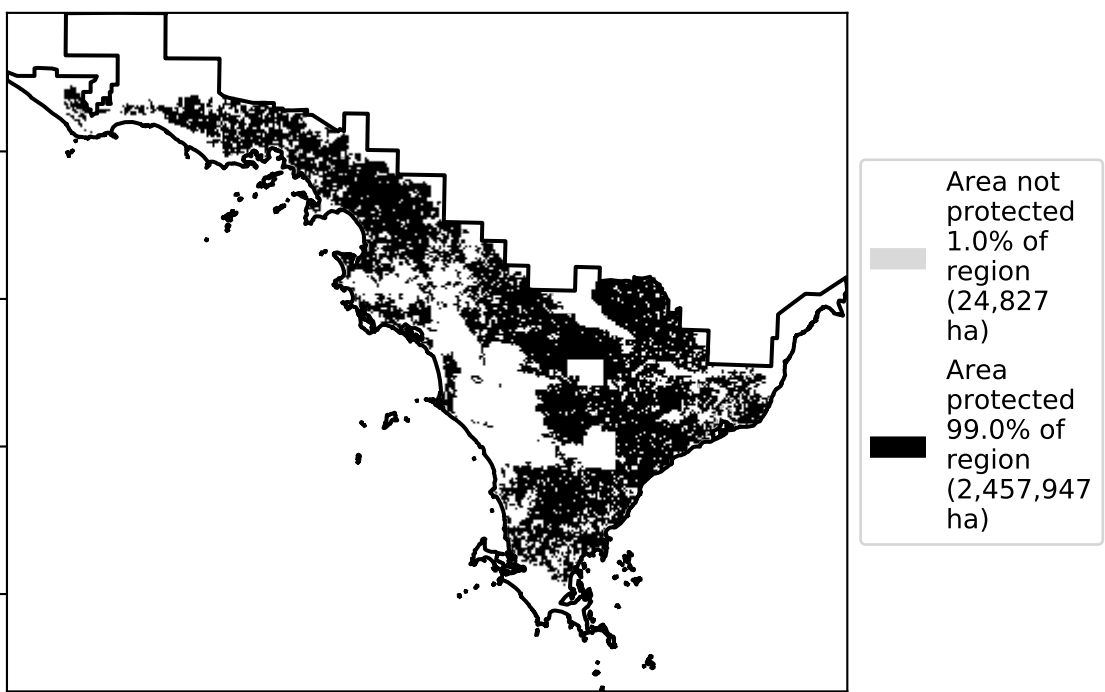 Area not
protected
1.0% of
region
(24,827
ha)
Area
protected
99.0% of
region
(2,457,947
ha)